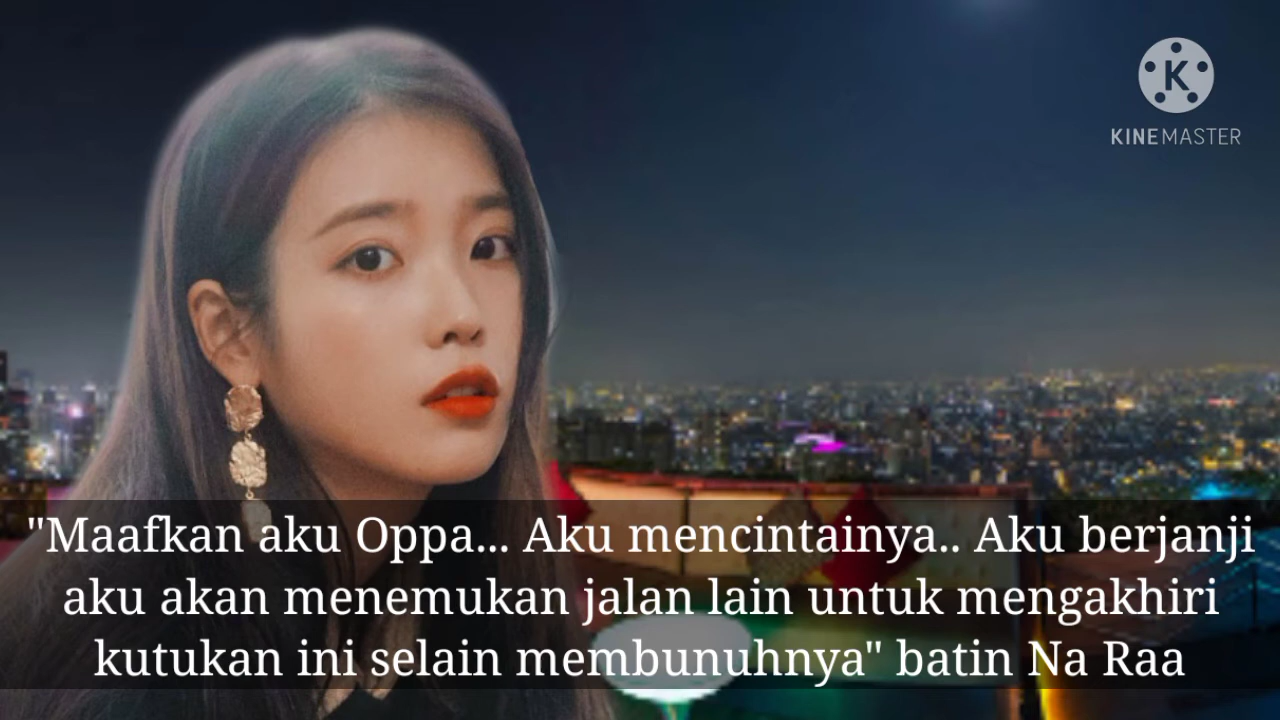 KINEMASTER
"Maafkan aku Oppa... Aku mencintainya.. Aku berjanji
aku akan menemukan jalan lain untuk mengakhiri
kutukan ini selain membunuhnya" batin Na Raa